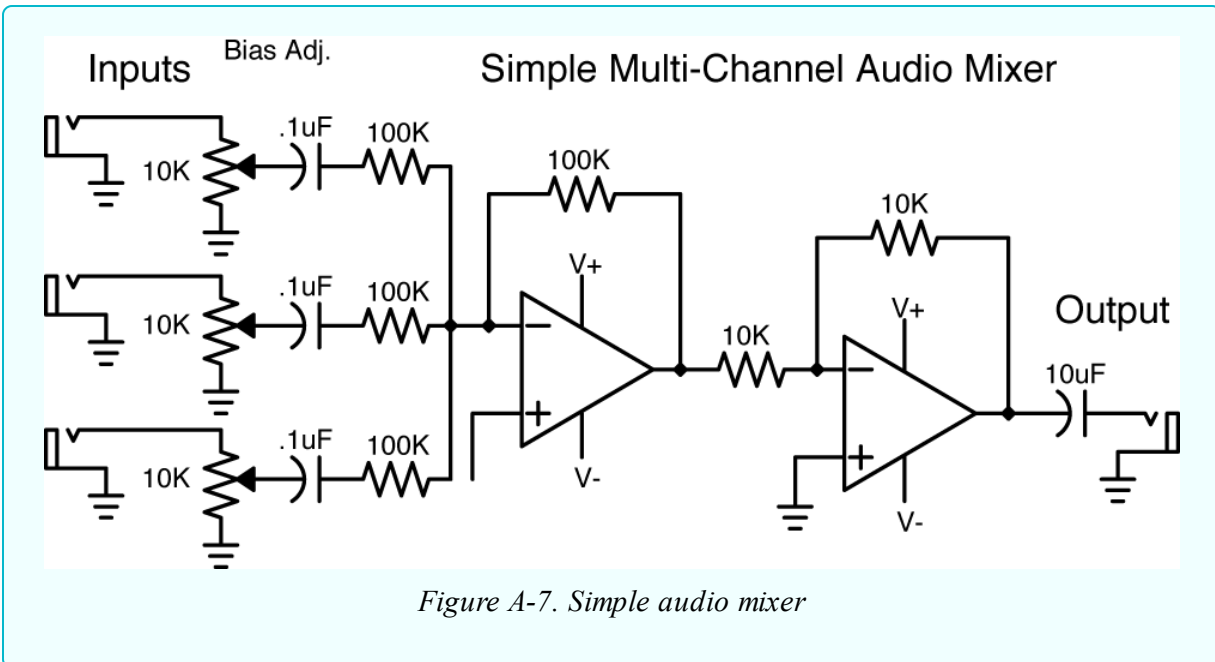 Inputs
Bias Adj.
Simple Multi-Channel Audio Mixer
.1uF
100K
10K
.1uF
100K
10K
.1uF
100K
10K
100K
V+
−
+
V-
10K
10K
V+
−
+
V-
Output
10uF
Figure A-7. Simple audio mixer